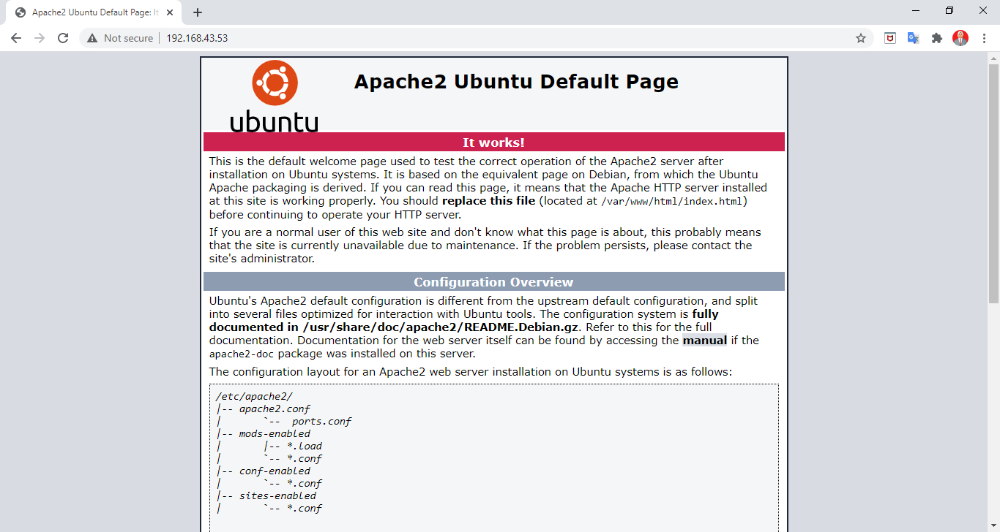 Apache2 Ubuntu Default Page: It
Not secure
192.168.43.53
ubuntu
Apache2 Ubuntu Default Page
It works!
This is the default welcome page used to test the correct operation of the Apache2 server after
installation on Ubuntu systems. It is based on the equivalent page on Debian, from which the Ubuntu
Apache packaging is derived. If you can read this page, it means that the Apache HTTP server installed
at this site is working properly. You should replace this file (located at /var/www/html/index.html)
before continuing to operate your HTTP server.
If you are a normal user of this web site and don't know what this page is about, this probably means
that the site is currently unavailable due to maintenance. If the problem persists, please contact the
site's administrator.
Configuration Overview
Ubuntu's Apache2 default configuration is different from the upstream default configuration, and split
into several files optimized for interaction with Ubuntu tools. The configuration system is fully
documented in /usr/share/doc/apache2/README.Debian.gz. Refer to this for the full
documentation. Documentation for the web server itself can be found by accessing the manual if the
apache2-doc package was installed on this server.
The configuration layout for an Apache2 web server installation on Ubuntu systems is as follows:
/etc/apache2/
|-- apache2.conf
|       `--  ports.conf
|-- mods-enabled
|       |-- *.load
|       `-- *.conf
|-- conf-enabled
|       `-- *.conf
|-- sites-enabled
|       `-- *.conf